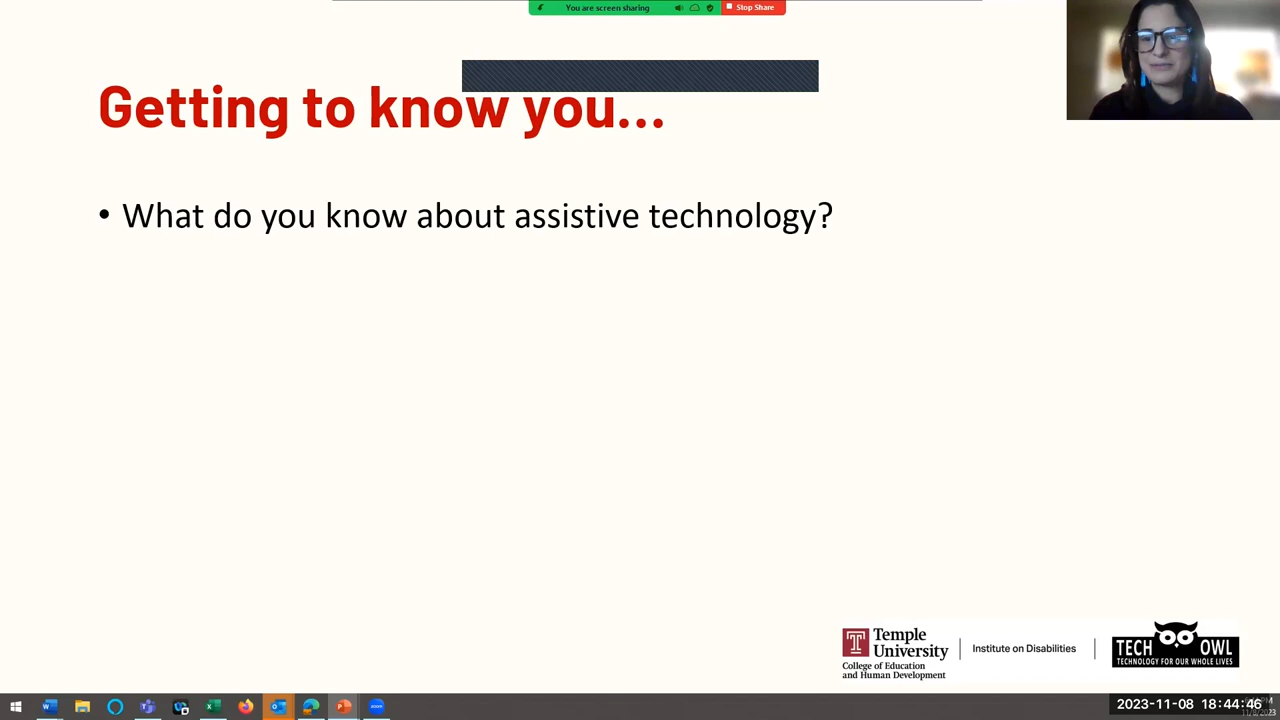 You are screen sharing
Stop Share
Getting to know you...
• What do you know about assistive technology?
Temple
University
College of Education
and Human Development
Institute on Disabilities
TECH OWL
TECHNOLOGY FOR OUR WHOLE LIVES
2023-11-08 18:44:46